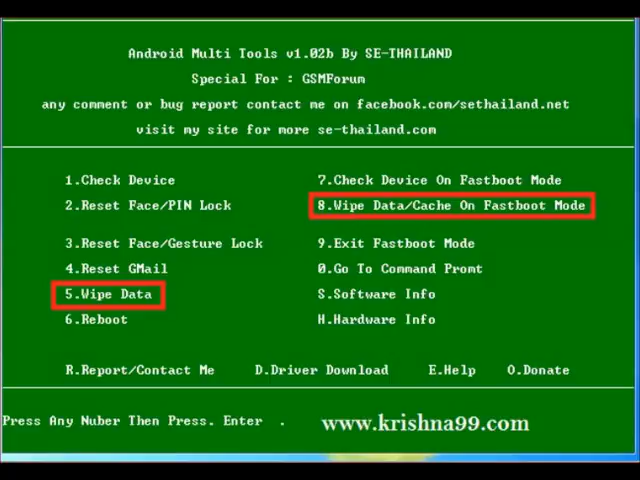 Android Multi Tools v1.02b By SE-THAILAND
Special For : GSMForum
any comment or bug report contact me on facebook.com/sethailand.net
visit my site for more se-thailand.com
1.Check Device 7.Check Device On Fastboot Mode
2.Reset Face/PIN Lock 8.Wipe Data/Cache On Fastboot Mode
3.Reset Face/Gesture Lock 9.Exit Fastboot Mode
4.Reset GMail 0.Go To Command Promt
5.Wipe Data S.Software Info
6.Reboot H.Hardware Info
R.Report/Contact Me D.Driver Download E.Help O.Donate
Press Any Nuber Then Press. Enter .
www.krishna99.com